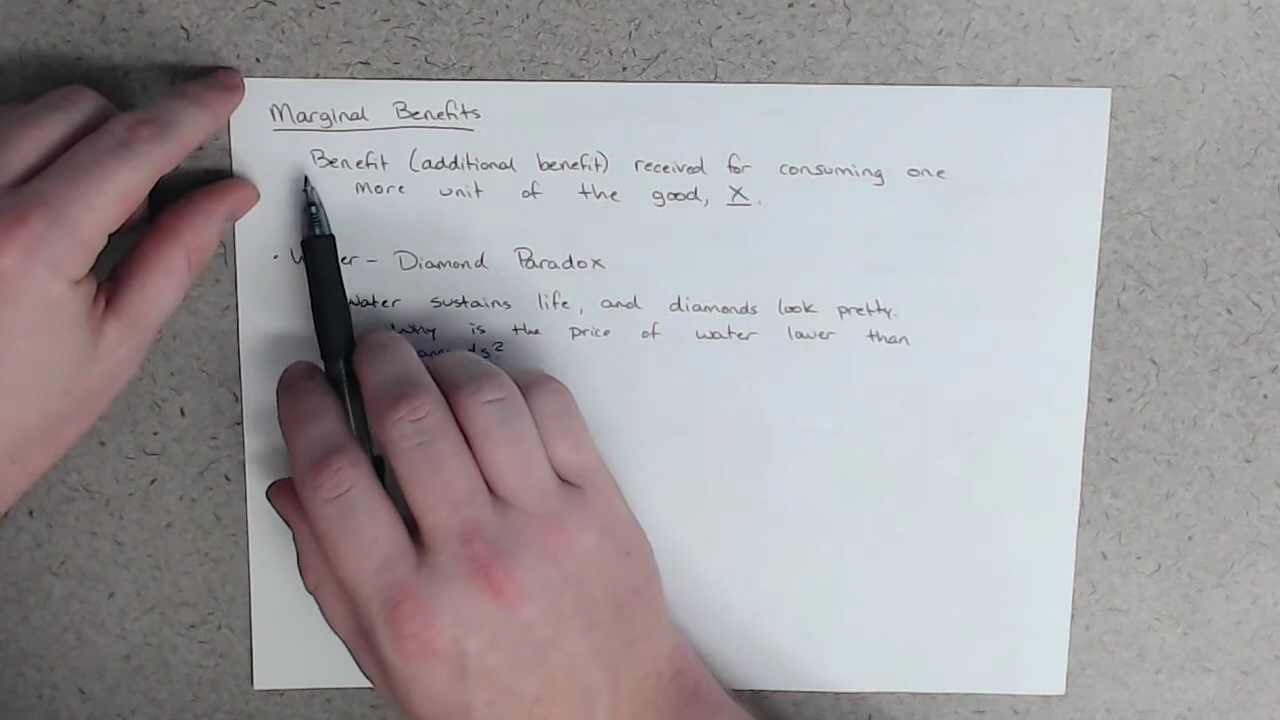 Marginal Benefits
Benefit (additional benefit) received for consuming one
more unit of the good, X.
- Diamond Paradox
Water sustains life, and diamonds look pretty.
Why is the price of water lower than